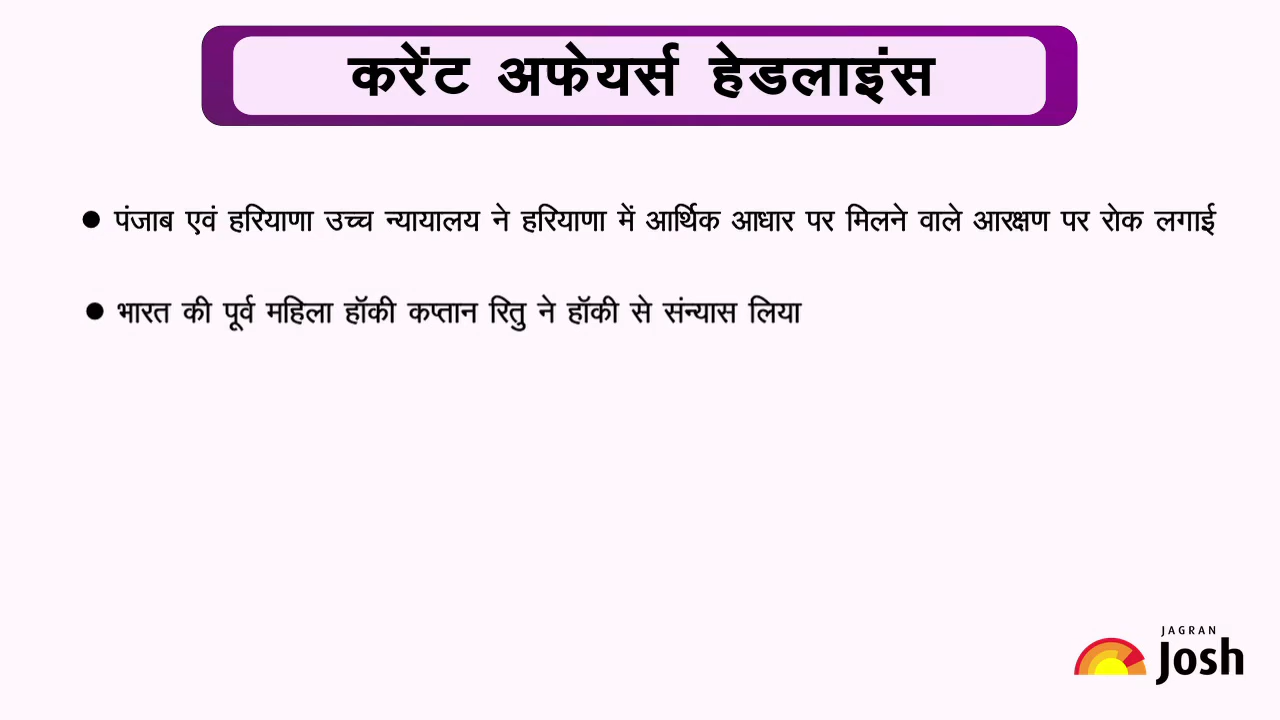 करेंट अफेयर्स हेडलाइंस
● पंजाब एवं हरियाणा उच्च न्यायालय ने हरियाणा में आर्थिक आधार पर मिलने वाले आरक्षण पर रोक लगाई
● भारत की पूर्व महिला हॉकी कप्तान रितु ने हॉकी से संन्यास लिया
JAGRAN
Josh